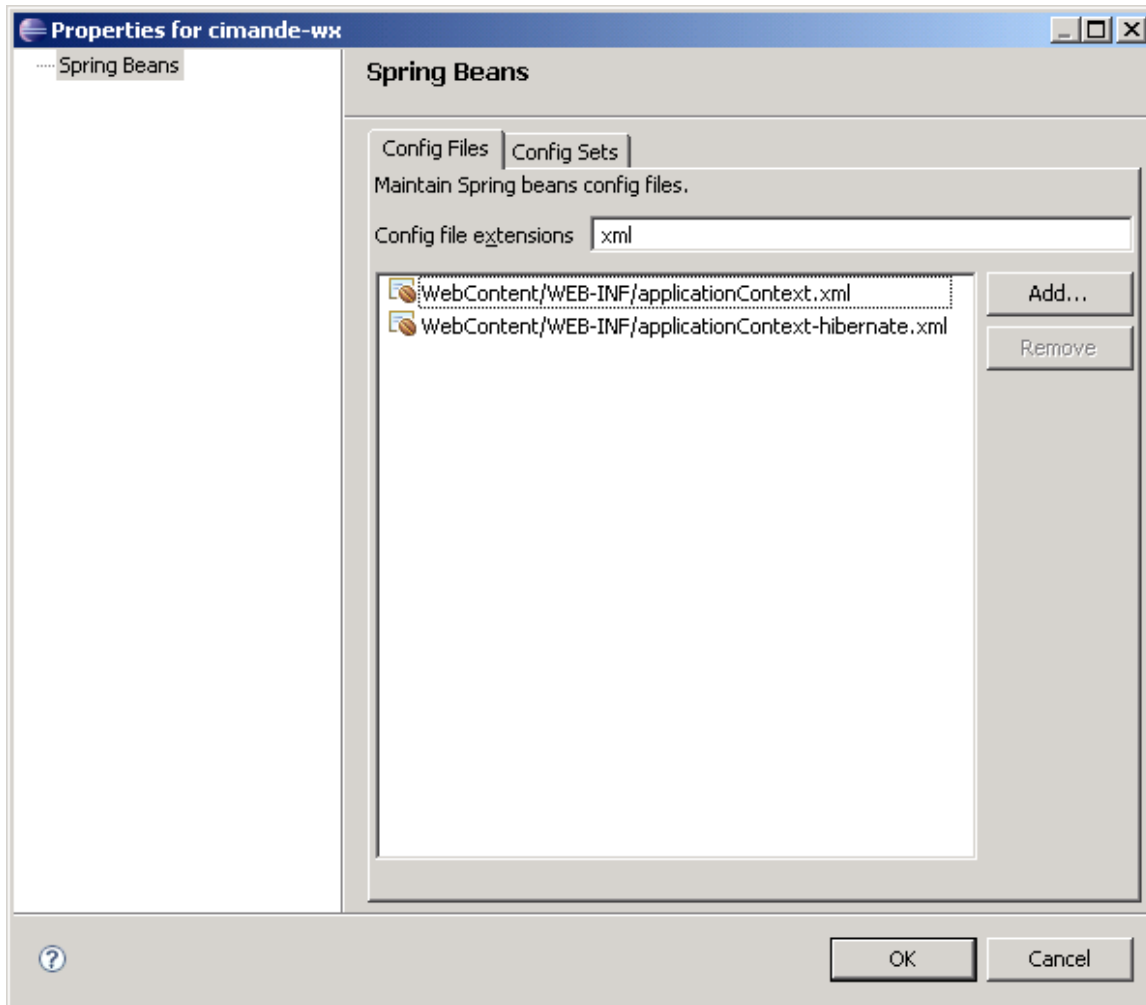 Properties for cimande-wx
Spring Beans
Spring Beans
Config Files
Config Sets
Maintain Spring beans config files.
Config file extensions
xml
WebContent/WEB-INF/applicationContext.xml
Add...
WebContent/WEB-INF/applicationContext-hibernate.xml
Remove
?
OK
Cancel